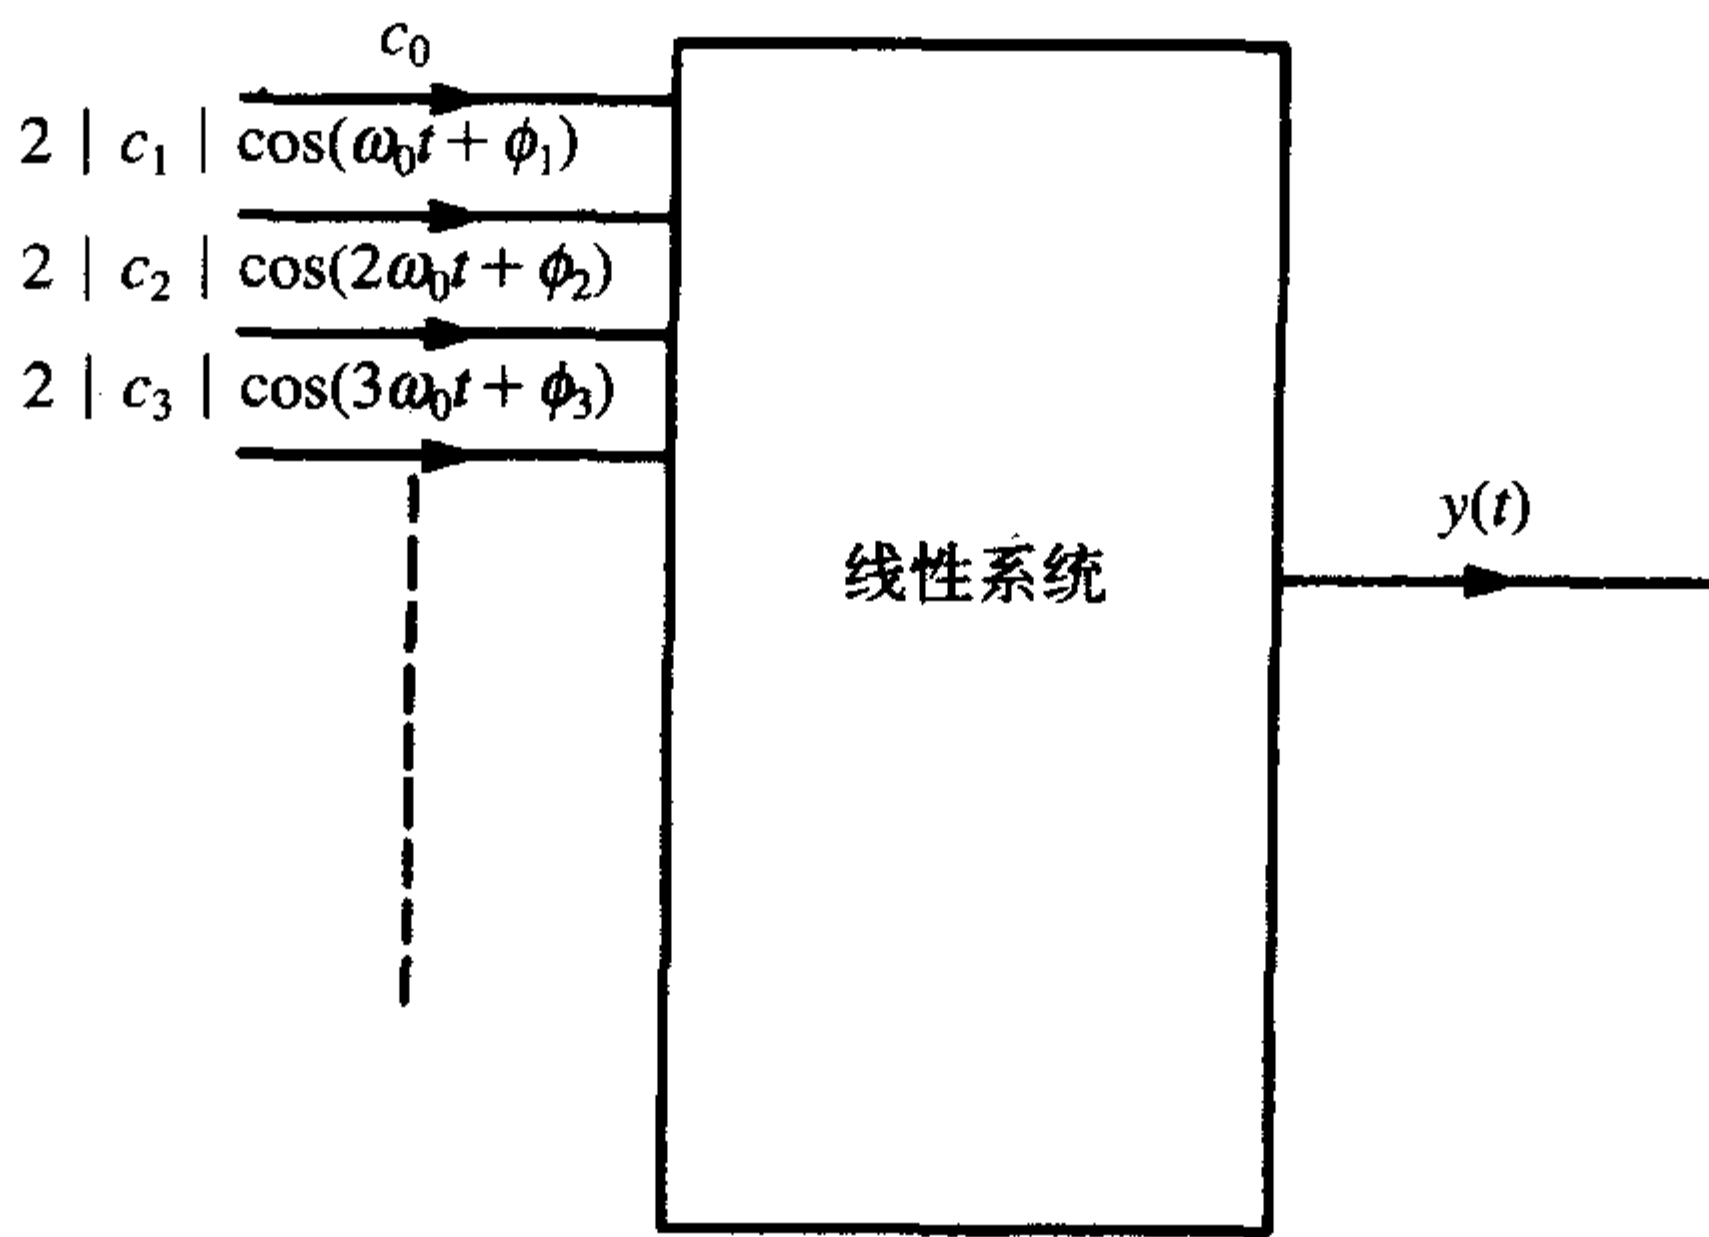 c₀
2 | c₁ | cos(ω₀t + ϕ₁)
2 | c₂ | cos(2ω₀t + ϕ₂)
2 | c₃ | cos(3ω₀t + ϕ₃)
y(t)
线性系统